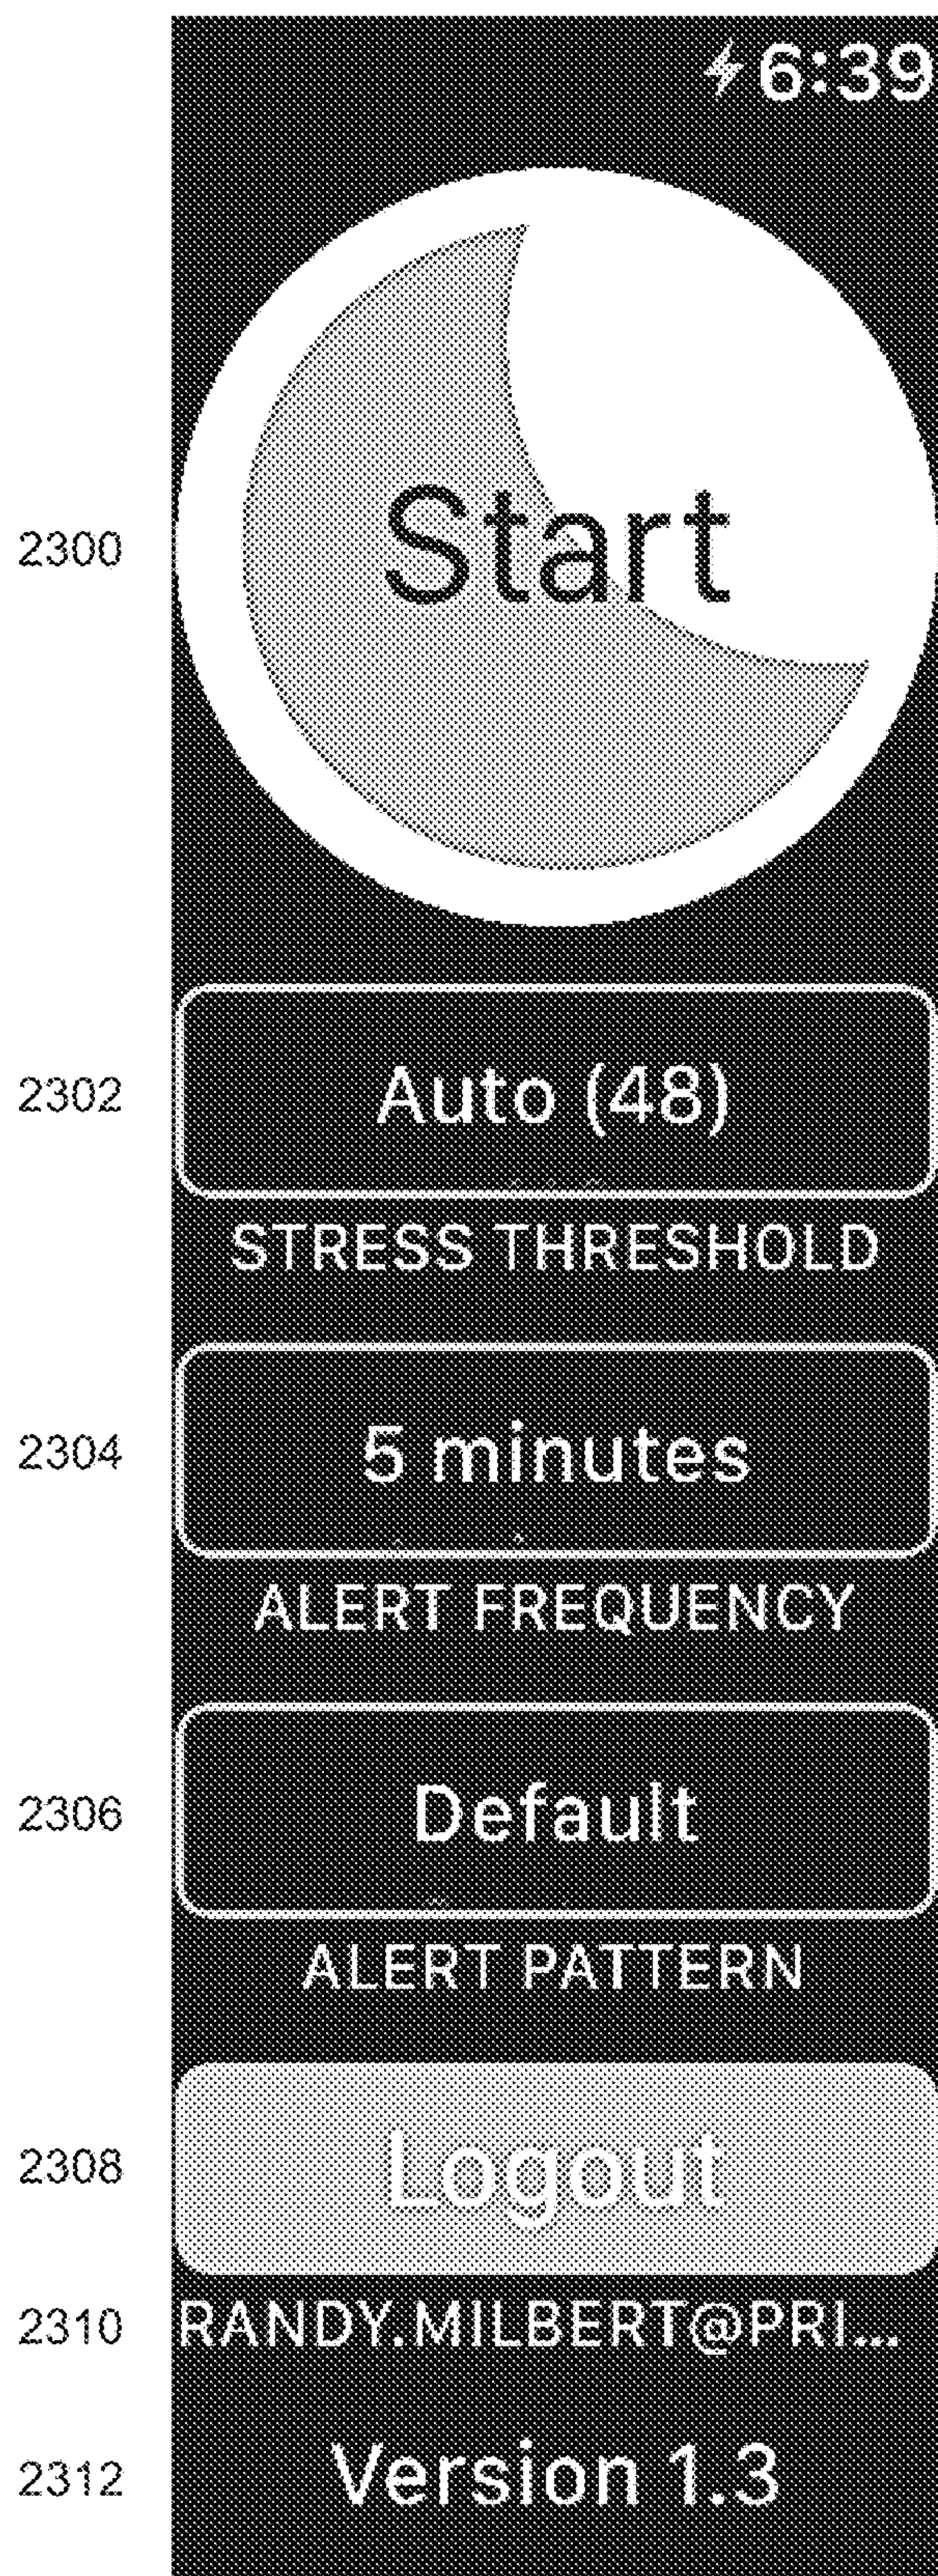 6:39
2300 Start
2302 Auto (48)
STRESS THRESHOLD
2304 5 minutes
ALERT FREQUENCY
2306 Default
ALERT PATTERN
2308 Logout
2310 RANDY.MILBERT@PRI...
2312 Version 1.3